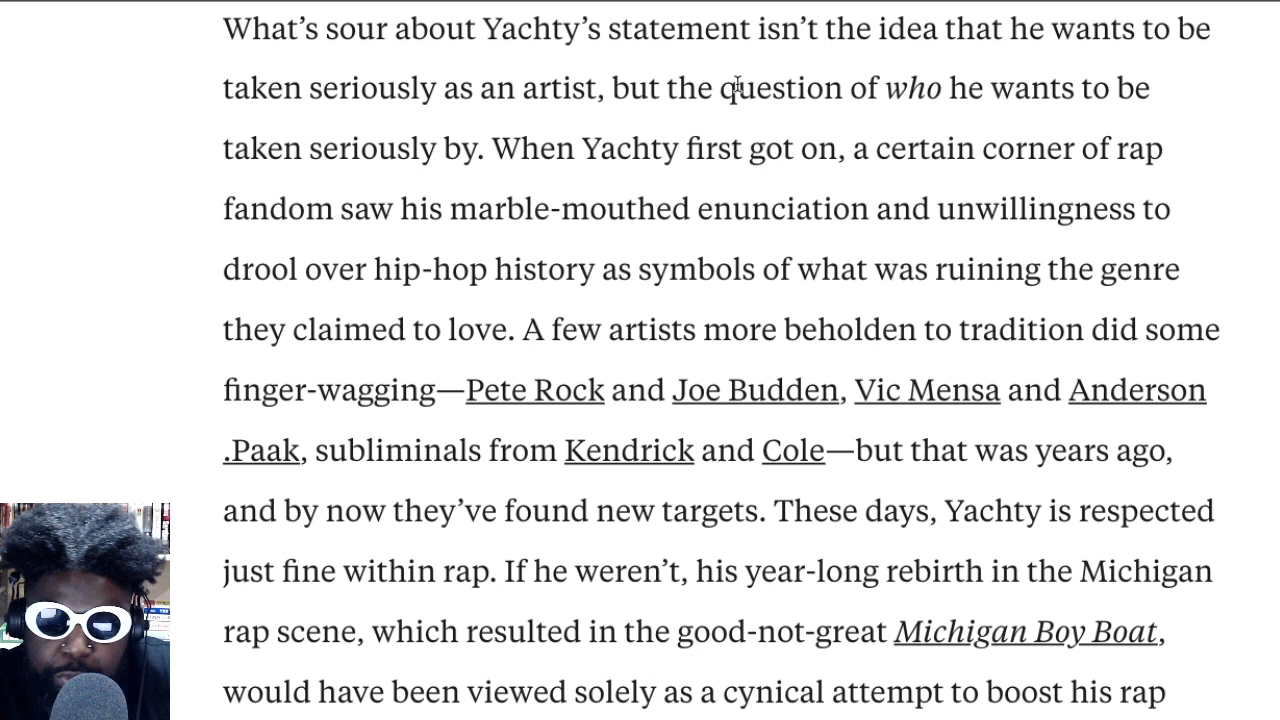 What’s sour about Yachty’s statement isn’t the idea that he wants to be
taken seriously as an artist, but the question of who he wants to be
taken seriously by. When Yachty first got on, a certain corner of rap
fandom saw his marble-mouthed enunciation and unwillingness to
drool over hip-hop history as symbols of what was ruining the genre
they claimed to love. A few artists more beholden to tradition did some
finger-wagging—Pete Rock and Joe Budden, Vic Mensa and Anderson
.Paak, subliminals from Kendrick and Cole—but that was years ago,
and by now they’ve found new targets. These days, Yachty is respected
just fine within rap. If he weren’t, his year-long rebirth in the Michigan
rap scene, which resulted in the good-not-great Michigan Boy Boat,
would have been viewed solely as a cynical attempt to boost his rap